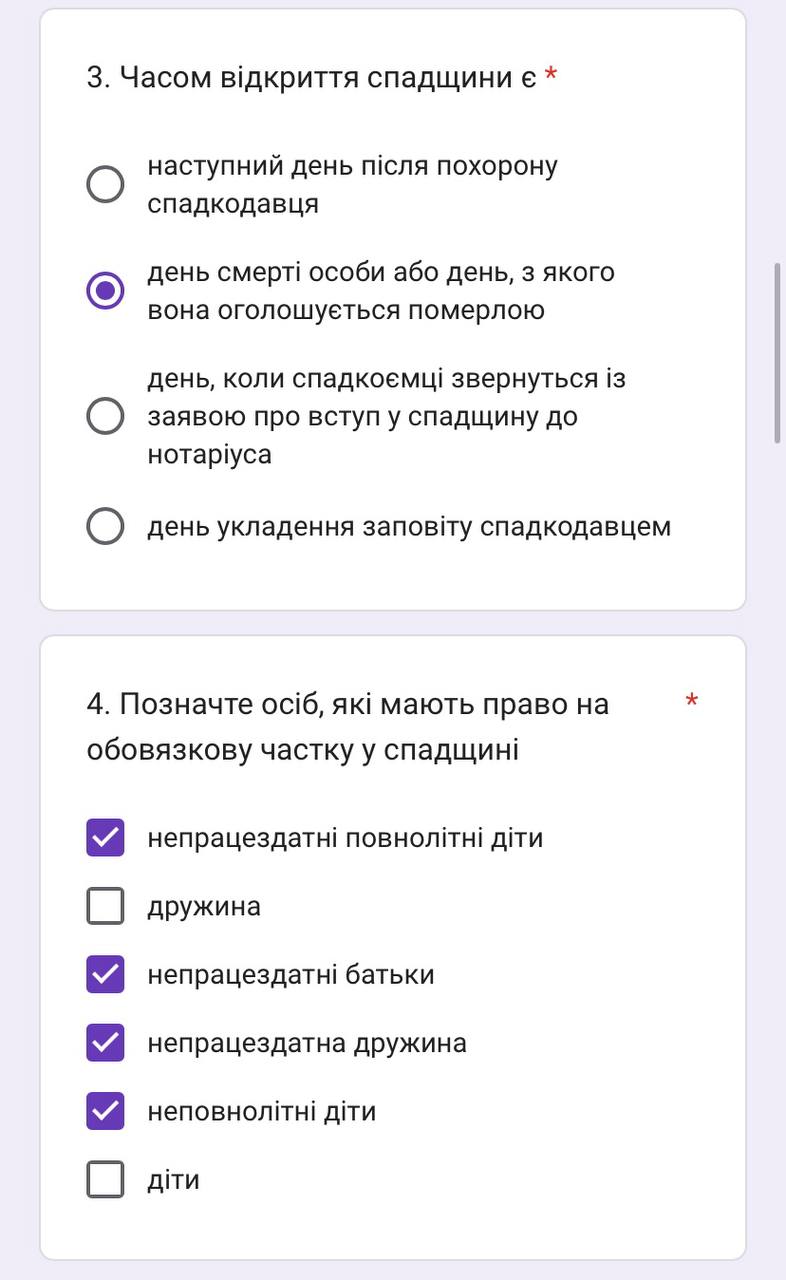 3. Часом відкриття спадщини є *
наступний день після похорону
спадкодавця
день смерті особи або день, з якого
вона оголошується померлою
день, коли спадкоємці звернуться із
заявою про вступ у спадщину до
нотаріуса
день укладення заповіту спадкодавцем
4. Позначте осіб, які мають право на *
обовязкову частку у спадщині
непрацездатні повнолітні діти
дружина
непрацездатні батьки
непрацездатна дружина
неповнолітні діти
діти